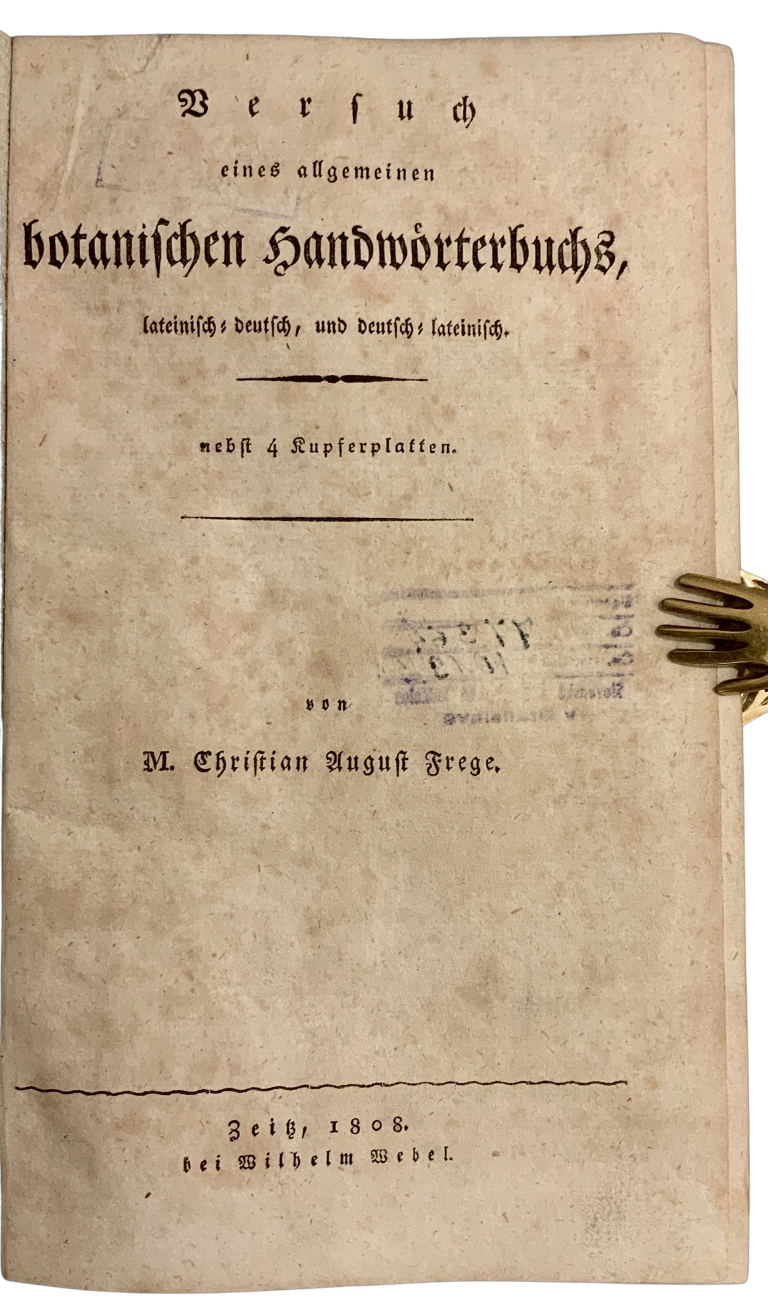 Verſuch
eines allgemeinen
botaniſchen Handwörterbuchs,
lateiniſch⸗deutſch, und deutſch⸗lateiniſch.
nebſt 4 Kupferplatten.
von
M. Chriſtian Auguſt Frege.
Zeitz, 1808.
bei Wilhelm Webel.